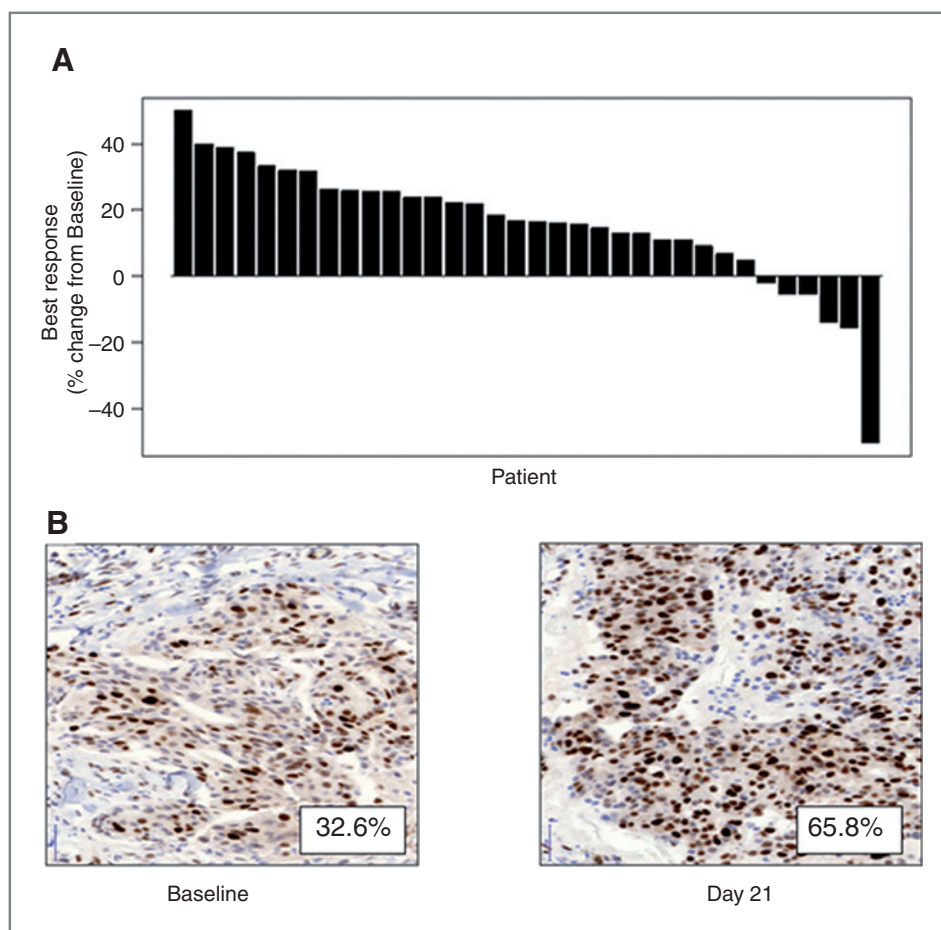 A
Best response
(% change from Baseline)
40
20
0
–20
–40
Patient
B
32.6%
65.8%
Baseline
Day 21